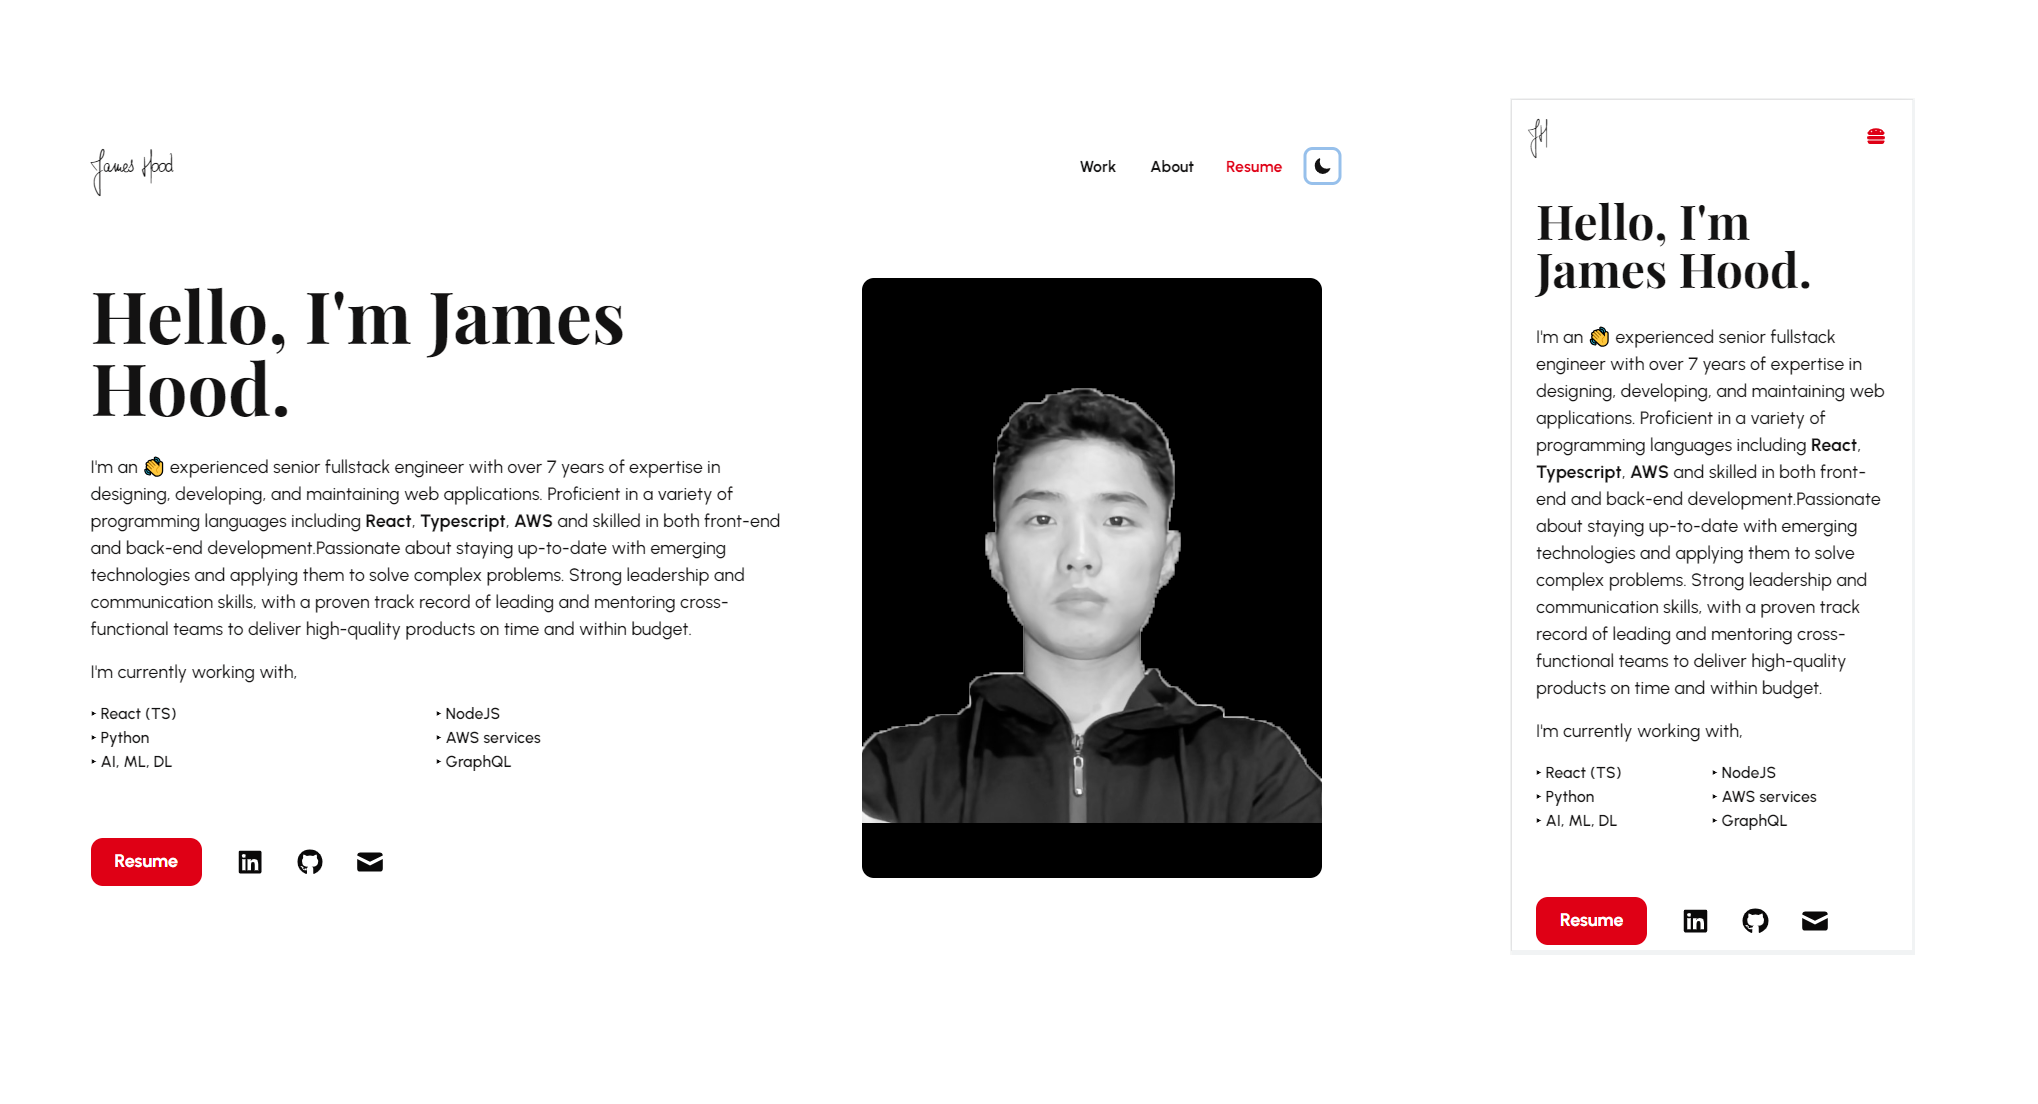 James Hood
Work About Resume
Hello, I'm James
Hood.
I'm an 👋 experienced senior fullstack engineer with over 7 years of expertise in
designing, developing, and maintaining web applications. Proficient in a variety of
programming languages including React, Typescript, AWS and skilled in both front-end
and back-end development.Passionate about staying up-to-date with emerging
technologies and applying them to solve complex problems. Strong leadership and
communication skills, with a proven track record of leading and mentoring cross-
functional teams to deliver high-quality products on time and within budget.
I'm currently working with,
‣ React (TS)
‣ Python
‣ AI, ML, DL
‣ NodeJS
‣ AWS services
‣ GraphQL
Resume
in
JH
Hello, I'm
James Hood.
I'm an 👋 experienced senior fullstack
engineer with over 7 years of expertise in
designing, developing, and maintaining web
applications. Proficient in a variety of
programming languages including React,
Typescript, AWS and skilled in both front-
end and back-end development.Passionate
about staying up-to-date with emerging
technologies and applying them to solve
complex problems. Strong leadership and
communication skills, with a proven track
record of leading and mentoring cross-
functional teams to deliver high-quality
products on time and within budget.
I'm currently working with,
‣ React (TS)
‣ Python
‣ AI, ML, DL
‣ NodeJS
‣ AWS services
‣ GraphQL
Resume
in